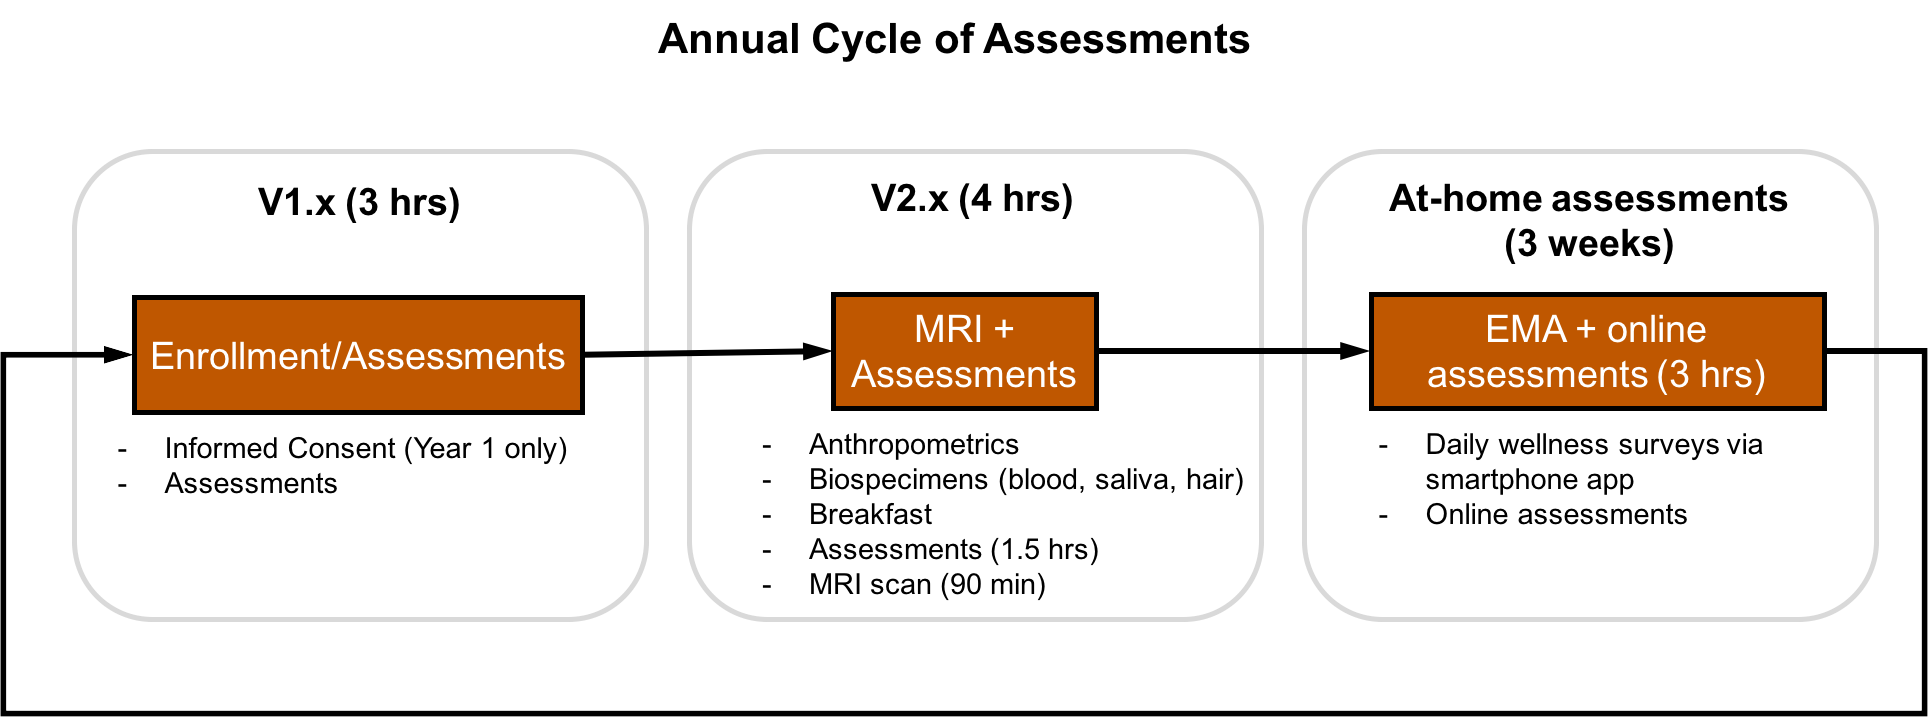 Annual Cycle of Assessments
V1.x (3 hrs)
Enrollment/Assessments
- Informed Consent (Year 1 only)
- Assessments
V2.x (4 hrs)
MRI +
Assessments
- Anthropometrics
- Biospecimens (blood, saliva, hair)
- Breakfast
- Assessments (1.5 hrs)
- MRI scan (90 min)
At-home assessments
(3 weeks)
EMA + online
assessments (3 hrs)
- Daily wellness surveys via
smartphone app
- Online assessments